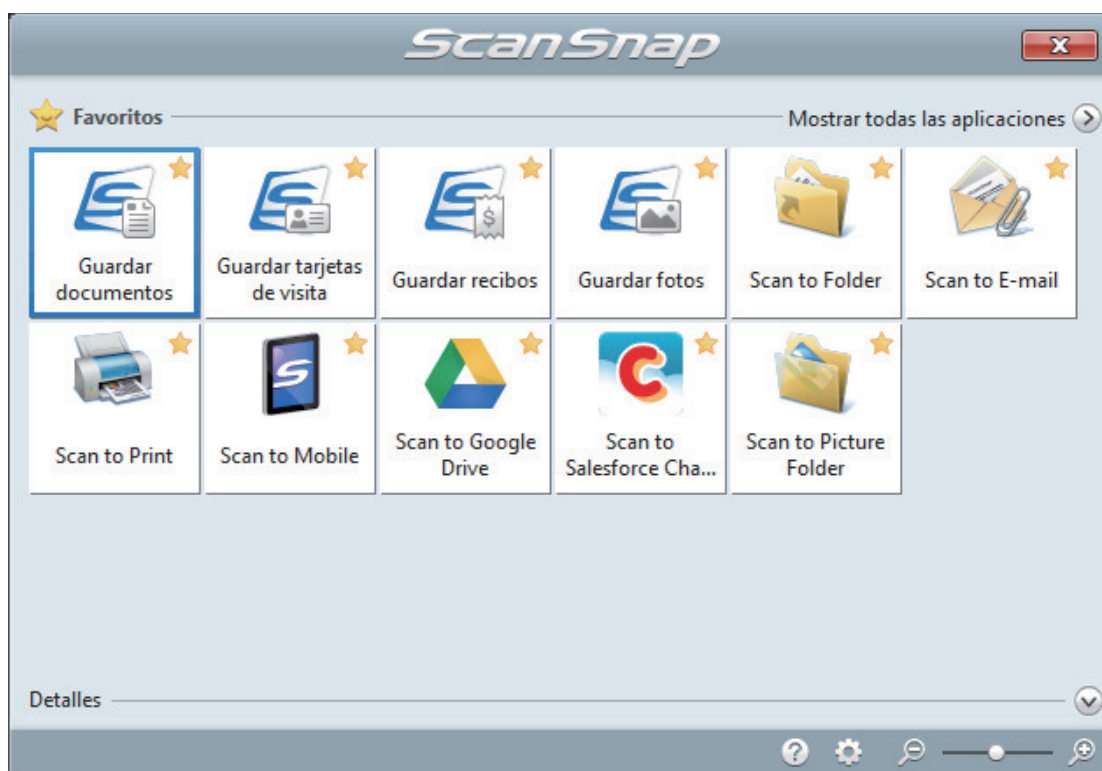 ScanSnap
Favoritos
Mostrar todas las aplicaciones
Guardar
documentos
Guardar tarjetas
de visita
Guardar recibos
Guardar fotos
Scan to Folder
Scan to E-mail
Scan to Print
Scan to Mobile
Scan to Google
Drive
Scan to
Salesforce Cha...
Scan to Picture
Folder
Detalles